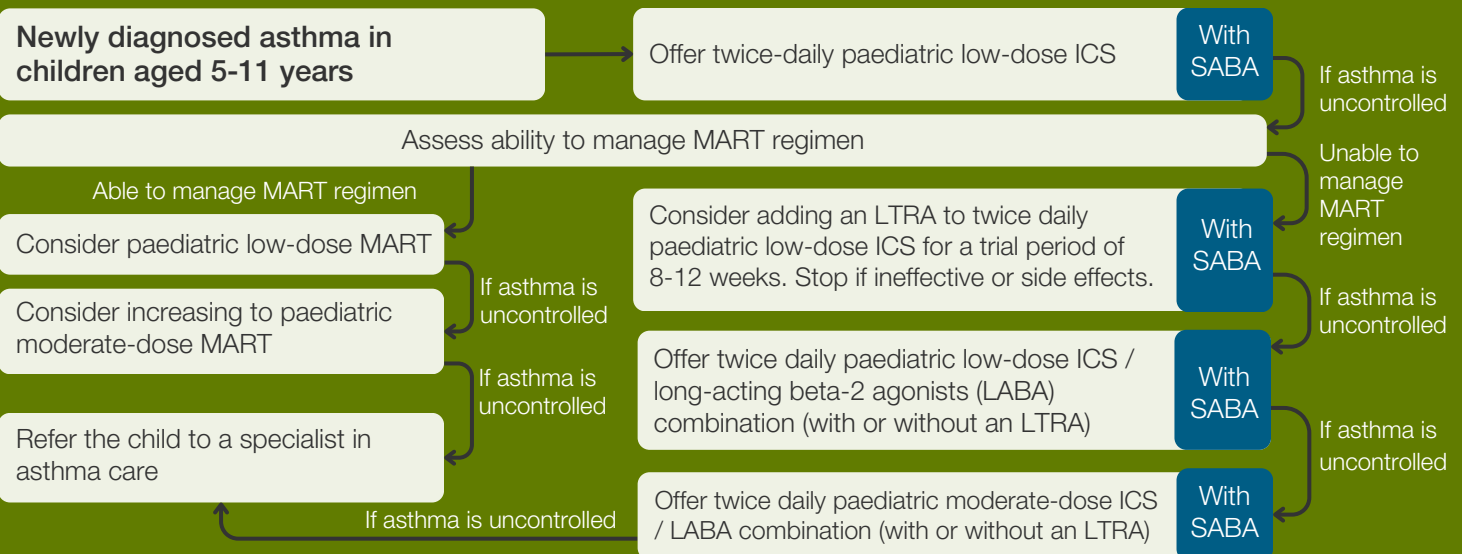 Newly diagnosed asthma in
children aged 5-11 years
Offer twice-daily paediatric low-dose ICS
With
SABA
If asthma is
uncontrolled
Assess ability to manage MART regimen
Able to manage MART regimen
Unable to
manage
MART
regimen
Consider paediatric low-dose MART
If asthma is
uncontrolled
Consider increasing to paediatric
moderate-dose MART
If asthma is
uncontrolled
Refer the child to a specialist in
asthma care
Consider adding an LTRA to twice daily
paediatric low-dose ICS for a trial period of
8-12 weeks. Stop if ineffective or side effects.
With
SABA
If asthma is
uncontrolled
Offer twice daily paediatric low-dose ICS /
long-acting beta-2 agonists (LABA)
combination (with or without an LTRA)
With
SABA
If asthma is
uncontrolled
Offer twice daily paediatric moderate-dose ICS
/ LABA combination (with or without an LTRA)
With
SABA
If asthma is uncontrolled